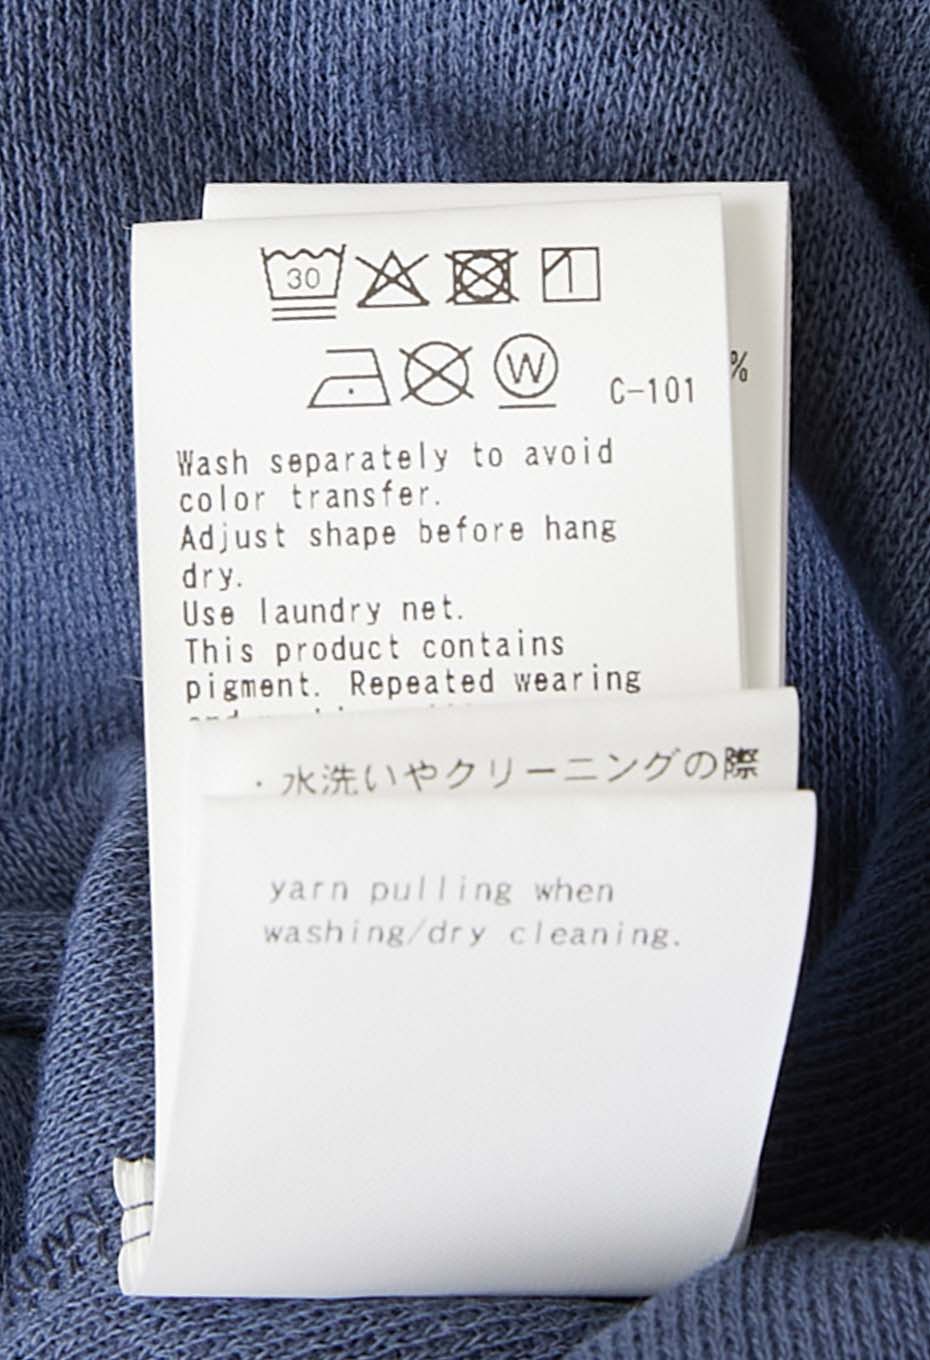 30
W
C-101
%
Wash separately to avoid
color transfer.
Adjust shape before hang
dry.
Use laundry net.
This product contains
pigment. Repeated wearing
・水洗いやクリーニングの際
yarn pulling when
washing/dry cleaning.